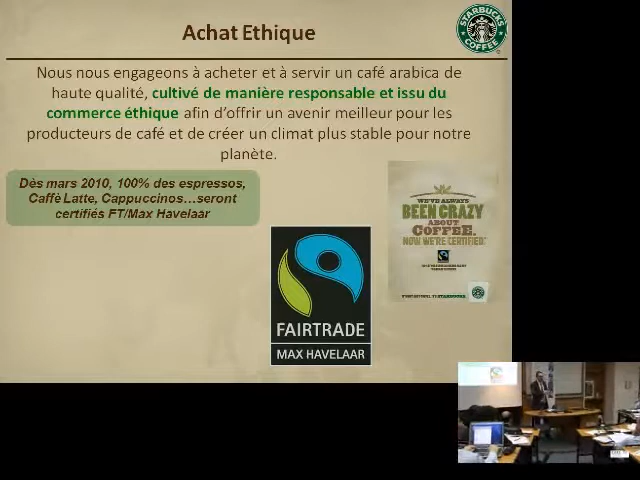 Achat Ethique
STARBUCKS
COFFEE
Nous nous engageons à acheter et à servir un café arabica de
haute qualité, cultivé de manière responsable et issu du
commerce éthique afin d'offrir un avenir meilleur pour les
producteurs de café et de créer un climat plus stable pour notre
planète.
Dès mars 2010, 100% des espressos,
Caffè Latte, Cappuccinos…seront
certifiés FT/Max Havelaar
WE'VE ALWAYS
BEEN CRAZY
ABOUT
COFFEE.
NOW WE'RE CERTIFIED.
FAIRTRADE
MAX HAVELAAR